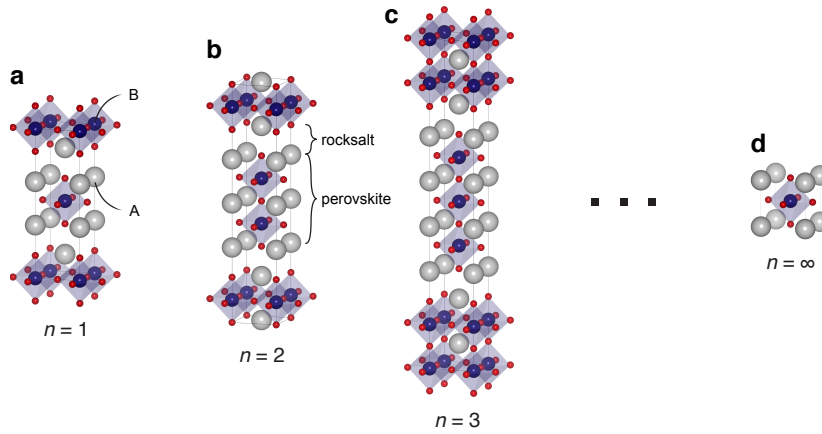 a
B
A
n = 1
b
rocksalt
perovskite
n = 2
c
n = 3
d
n = ∞